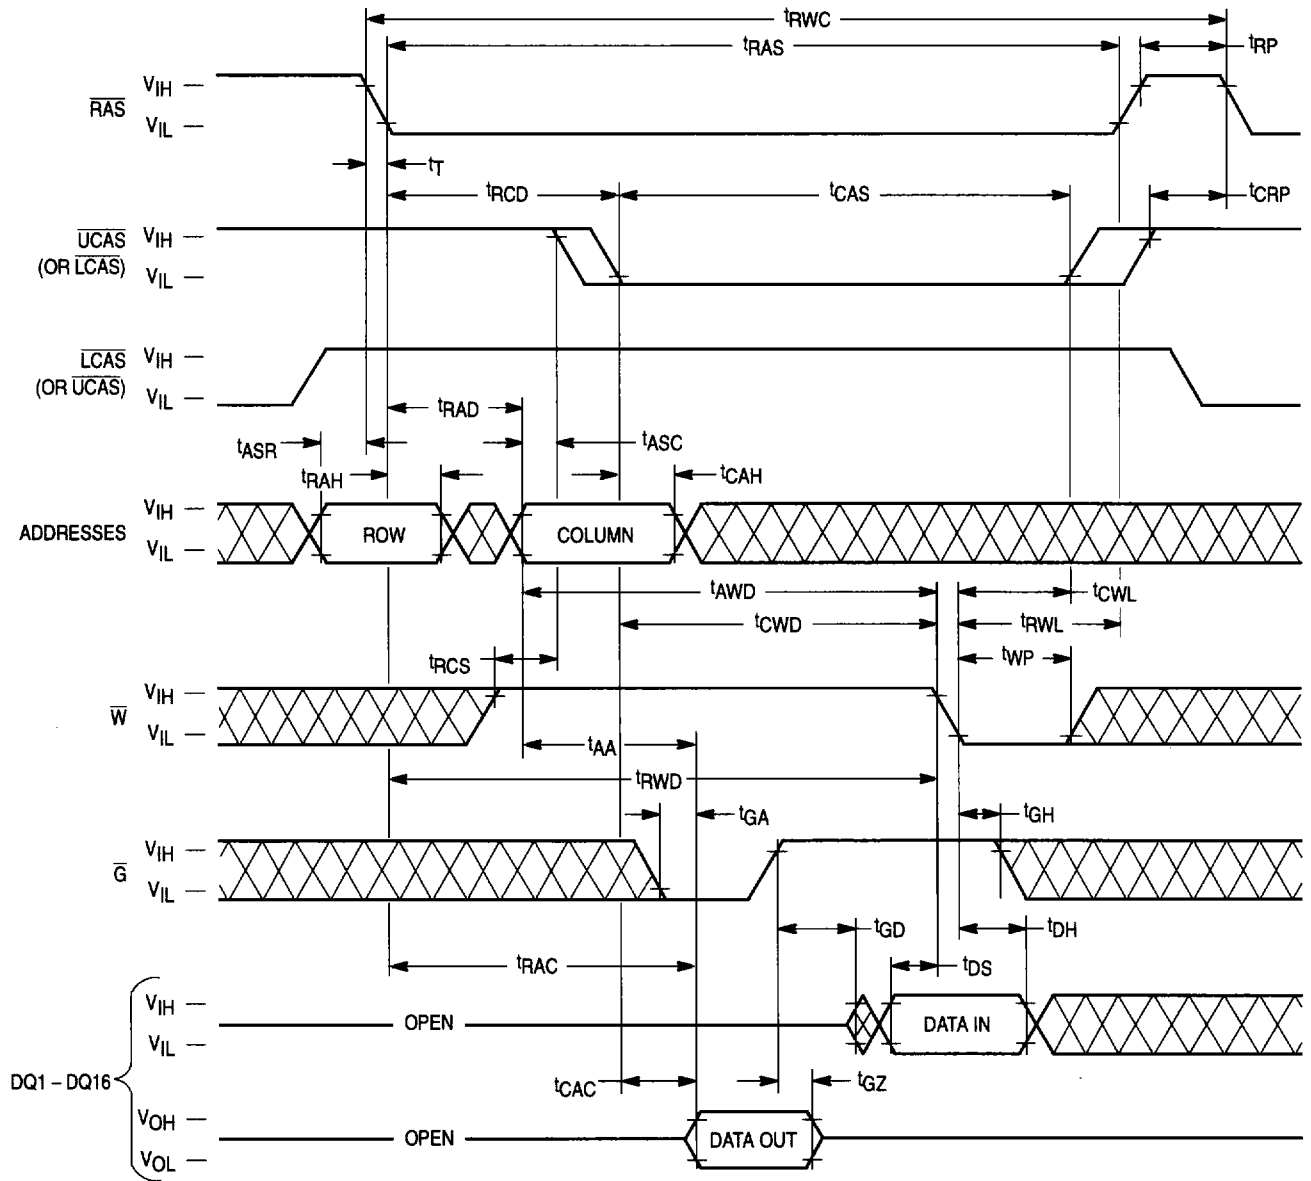 tRWC
tRAS
tRP
RAS
VIH
VIL
tT
tRCD
tCAS
tCRP
UCAS
(OR LCAS)
VIH
VIL
LCAS
(OR UCAS)
VIH
VIL
tRAD
tASR
tASC
tRAH
tCAH
ADDRESSES
VIH
VIL
ROW
COLUMN
tAWD
tCWL
tCWD
tRWL
tRCS
tWP
W
VIH
VIL
tAA
tRWD
tGA
tGH
G
VIH
VIL
tGD
tDH
tRAC
tDS
DQ1 – DQ16
VIH
VIL
OPEN
DATA IN
tCAC
tGZ
VOH
VOL
OPEN
DATA OUT